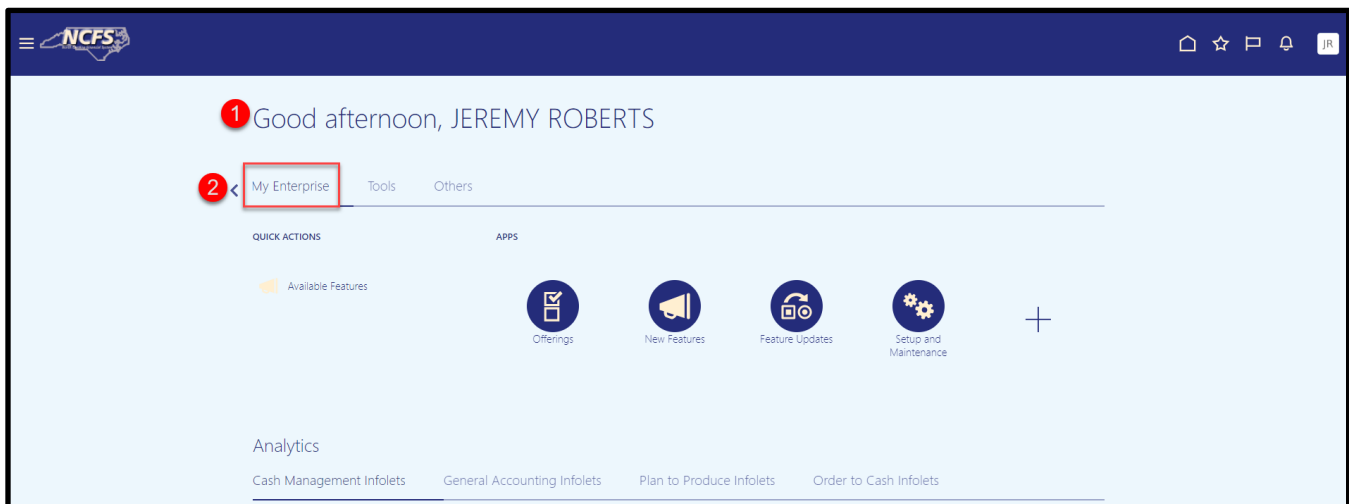 NCFS
JR
1
Good afternoon, JEREMY ROBERTS
2
My Enterprise Tools Others
QUICK ACTIONS APPS
Available Features
Offerings New Features Feature Updates Setup and
Maintenance
Analytics
Cash Management Infolets General Accounting Infolets Plan to Produce Infolets Order to Cash Infolets